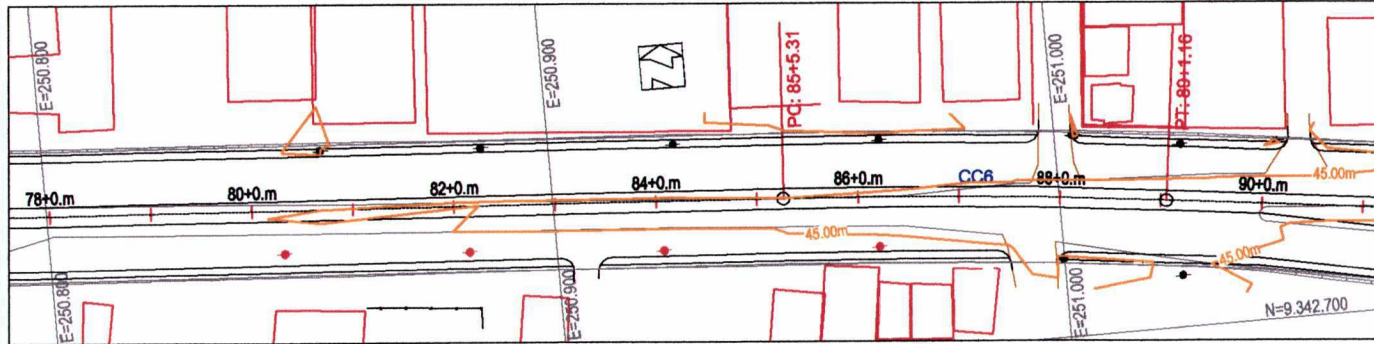 E=250.800
E=250.900
E=251.000
PC: 85+5.31
PT: 89+1.16
78+0.m
80+0.m
82+0.m
84+0.m
86+0.m
CC6
88+0.m
90+0.m
45.00m
45.00m
45.00m
E=250.800
E=250.900
E=251.000
N=9.342.700